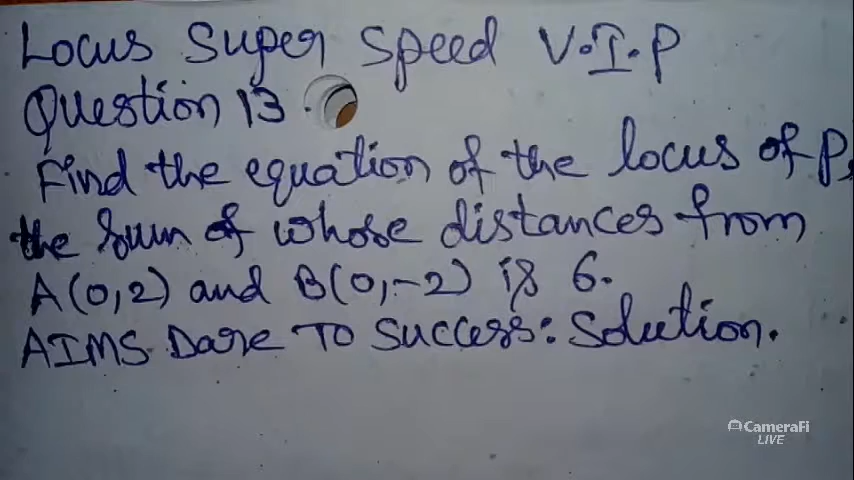 Locus Super Speed V.I.P
Question 13.
Find the equation of the locus of P,
the sum of whose distances from
A(0,2) and B(0,-2) is 6.
AIMS Dare To Success: Solution.
CameraFi
LIVE